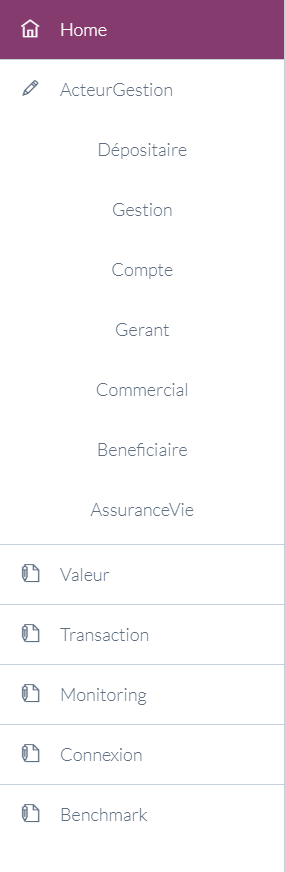 Home
ActeurGestion
Dépositaire
Gestion
Compte
Gerant
Commercial
Beneficiaire
AssuranceVie
Valeur
Transaction
Monitoring
Connexion
Benchmark